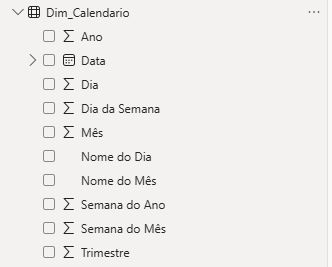 Dim_Calendario
Ano
Data
Dia
Dia da Semana
Mês
Nome do Dia
Nome do Mês
Semana do Ano
Semana do Mês
Trimestre